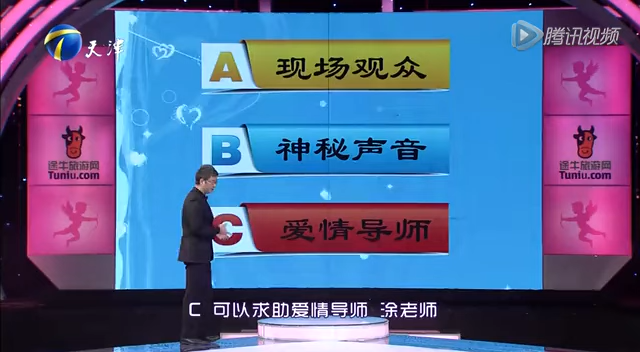 天津
腾讯视频
A 现场观众
途牛旅游网
Tuniu.com
途牛旅游网
Tuniu.com
B 神秘声音
C 爱情导师
C 可以求助爱情导师 涂老师